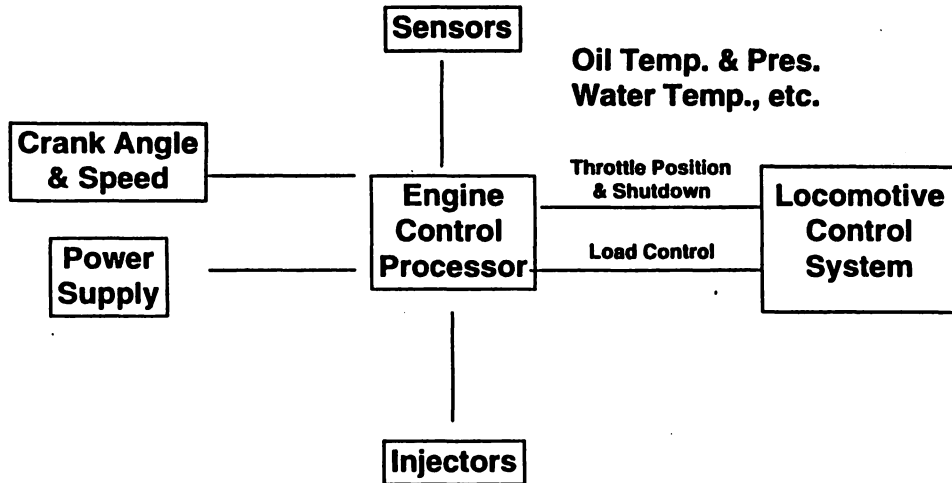 Sensors
Oil Temp. & Pres.
Water Temp., etc.
Crank Angle
& Speed
Throttle Position
& Shutdown
Engine
Control
Processor
Locomotive
Control
System
Power
Supply
Load Control
Injectors